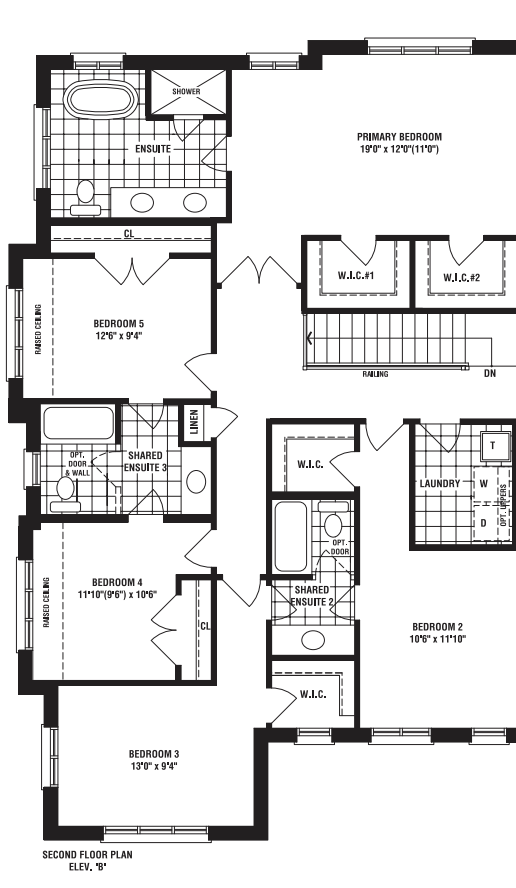 SHOWER
ENSUITE
PRIMARY BEDROOM
19'0" x 12'0"(11'0")
CL
W.I.C.#1
W.I.C.#2
RAISED CEILING
BEDROOM 5
12'6" x 9'4"
RAILING
DN
LINEN
OPT.
DOOR
& WALL
SHARED
ENSUITE 3
W.I.C.
T
LAUNDRY
W
D
OPT. UPPERS
OPT.
DOOR
RAISED CEILING
BEDROOM 4
11'10"(9'6") x 10'6"
CL
SHARED
ENSUITE 2
BEDROOM 2
10'6" x 11'10"
W.I.C.
BEDROOM 3
13'0" x 9'4"
SECOND FLOOR PLAN
ELEV. 'B'